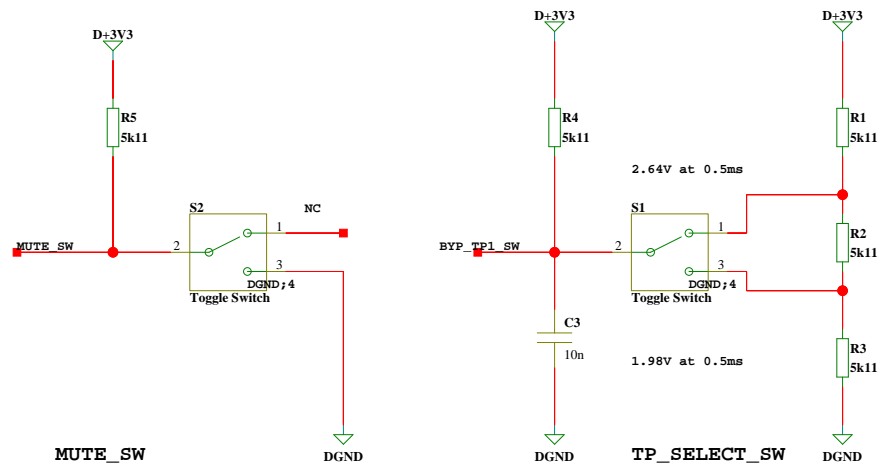 D+3V3
D+3V3
D+3V3
R5
5k11
R4
5k11
R1
5k11
2.64V at 0.5ms
S2
NC
1
MUTE_SW
2
3
DGND;4
Toggle Switch
S1
1
BYP_TP1_SW
2
3
DGND;4
Toggle Switch
R2
5k11
C3
10n
1.98V at 0.5ms
R3
5k11
MUTE_SW
DGND
DGND
TP_SELECT_SW
DGND